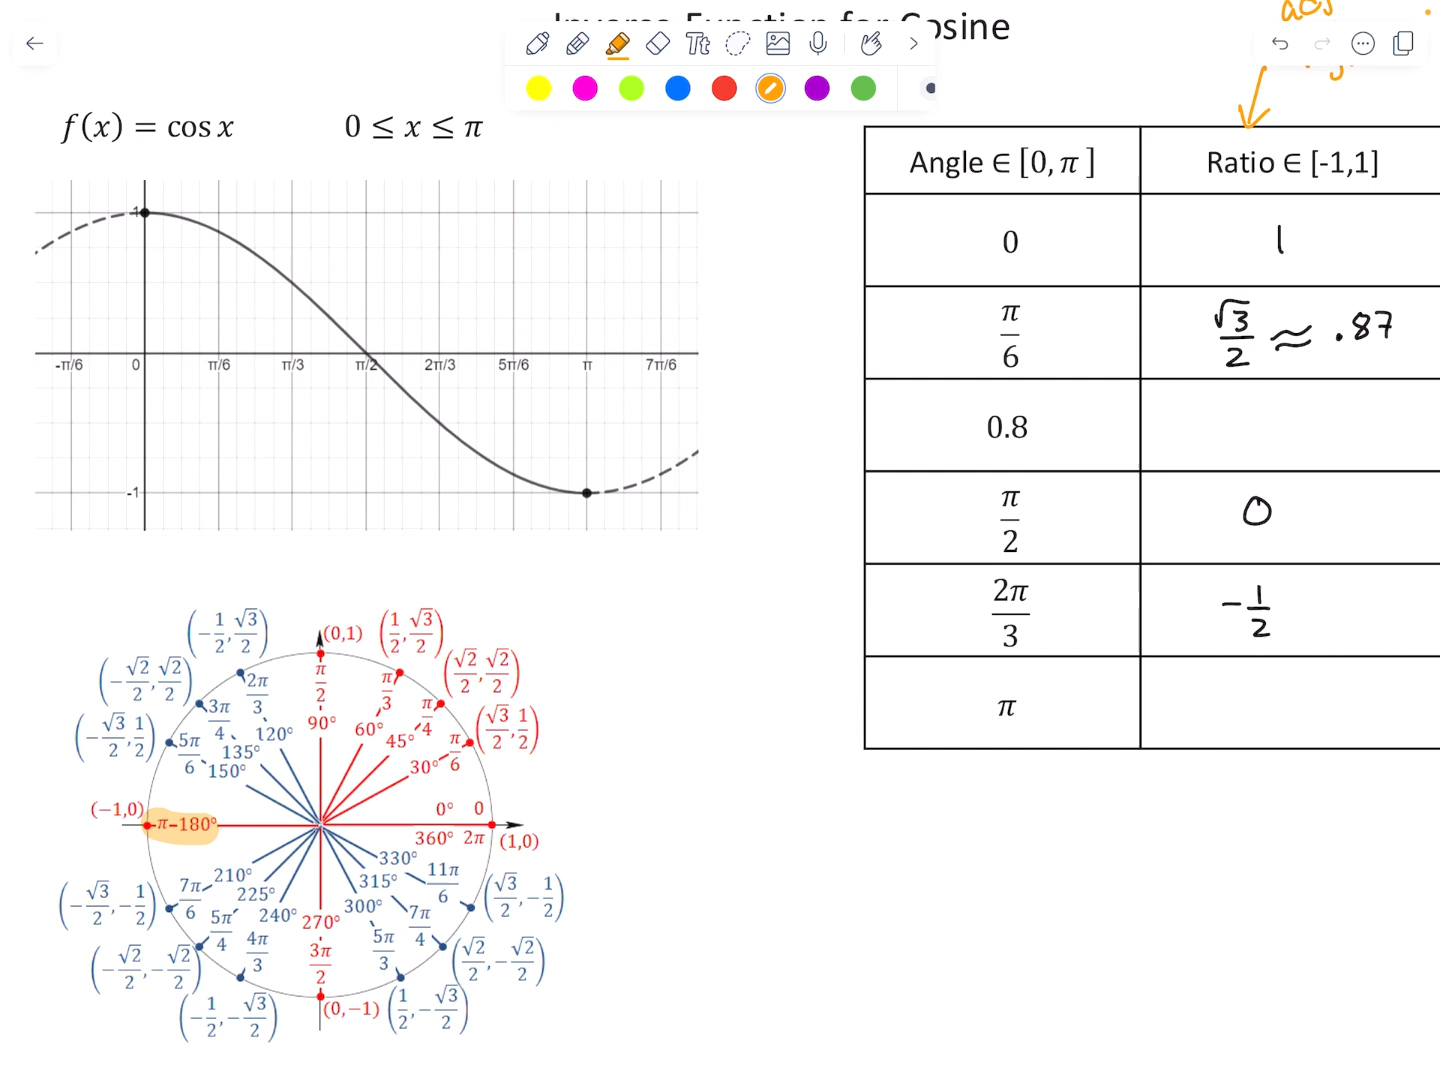 Inverse Function for Cosine
adj
Tt
f(x) = cos x 0 ≤ x ≤ π
1
-π/6 0 π/6 π/3 π/2 2π/3 5π/6 π 7π/6
-1
Angle ∈ [0, π ] Ratio ∈ [-1,1]
0 1
π/6 √3/2 ≈ .87
0.8
π/2 0
2π/3 -1/2
π
(−1/2, √3/2) (0,1) (1/2, √3/2)
(−√2/2, √2/2) 2π/3 π/2 π/3 (√2/2, √2/2)
(−√3/2, 1/2) 3π/4 120° 90° 60° π/4 (√3/2, 1/2)
5π/6 135° 45° π/6
150° 30°
(−1,0) π 180° 0° 0
360° 2π (1,0)
210° 330°
7π/6 225° 315° 11π/6
(−√3/2, −1/2) 240° 270° 300° (√3/2, −1/2)
5π/4 4π/3 3π/2 5π/3 7π/4
(−√2/2, −√2/2) (√2/2, −√2/2)
(−1/2, −√3/2) (0,−1) (1/2, −√3/2)